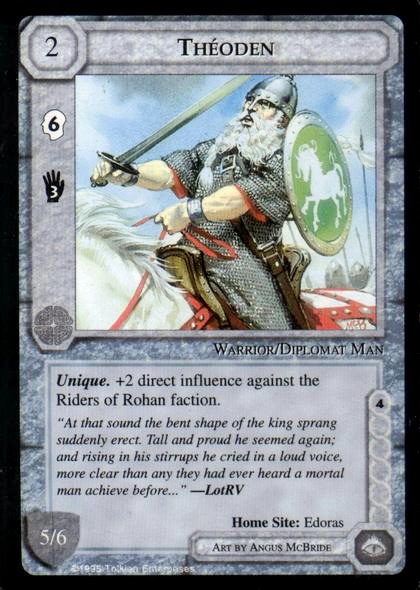 2
THÉODEN
6
3
WARRIOR/DIPLOMAT MAN
Unique. +2 direct influence against the
Riders of Rohan faction.
4
“At that sound the bent shape of the king sprang
suddenly erect. Tall and proud he seemed again;
and rising in his stirrups he cried in a loud voice,
more clear than any they had ever heard a mortal
man achieve before...” —LotRV
Home Site: Edoras
5/6
ART BY ANGUS MCBRIDE
©1995 Tolkien Enterprises